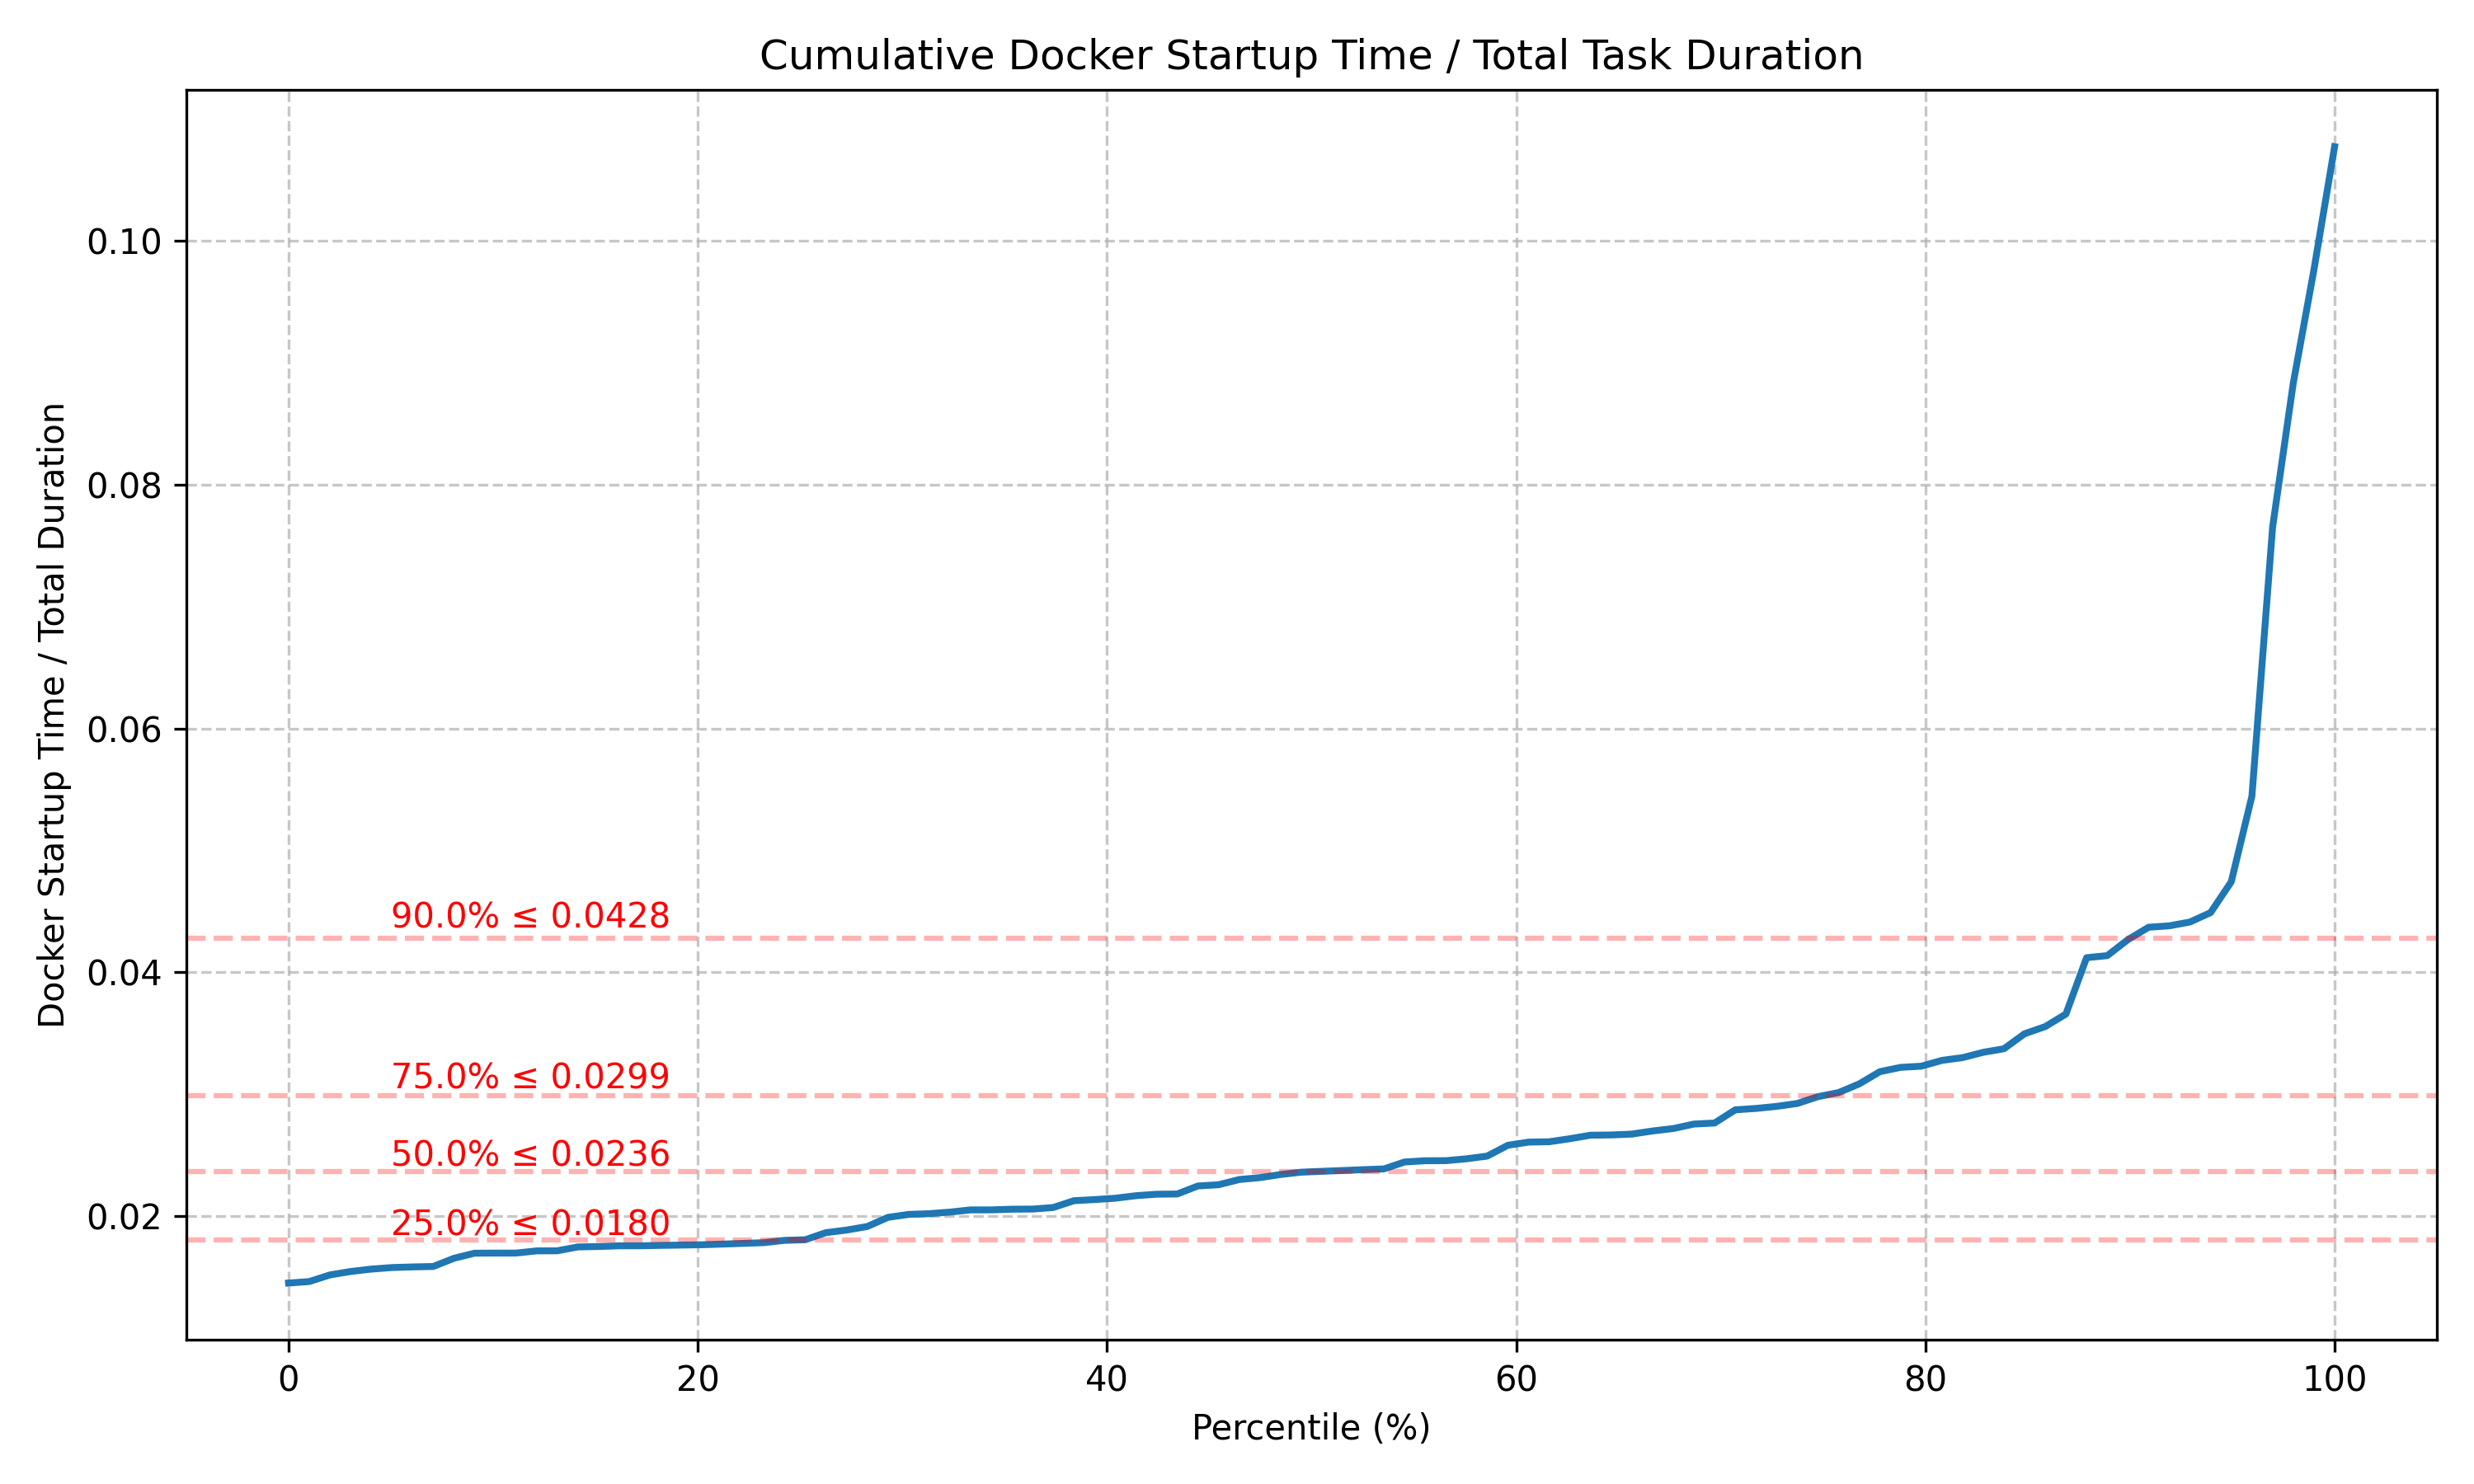 Cumulative Docker Startup Time / Total Task Duration
Docker Startup Time / Total Duration
0.10
0.08
0.06
0.04
0.02
90.0% ≤ 0.0428
75.0% ≤ 0.0299
50.0% ≤ 0.0236
25.0% ≤ 0.0180
0 20 40 60 80 100
Percentile (%)